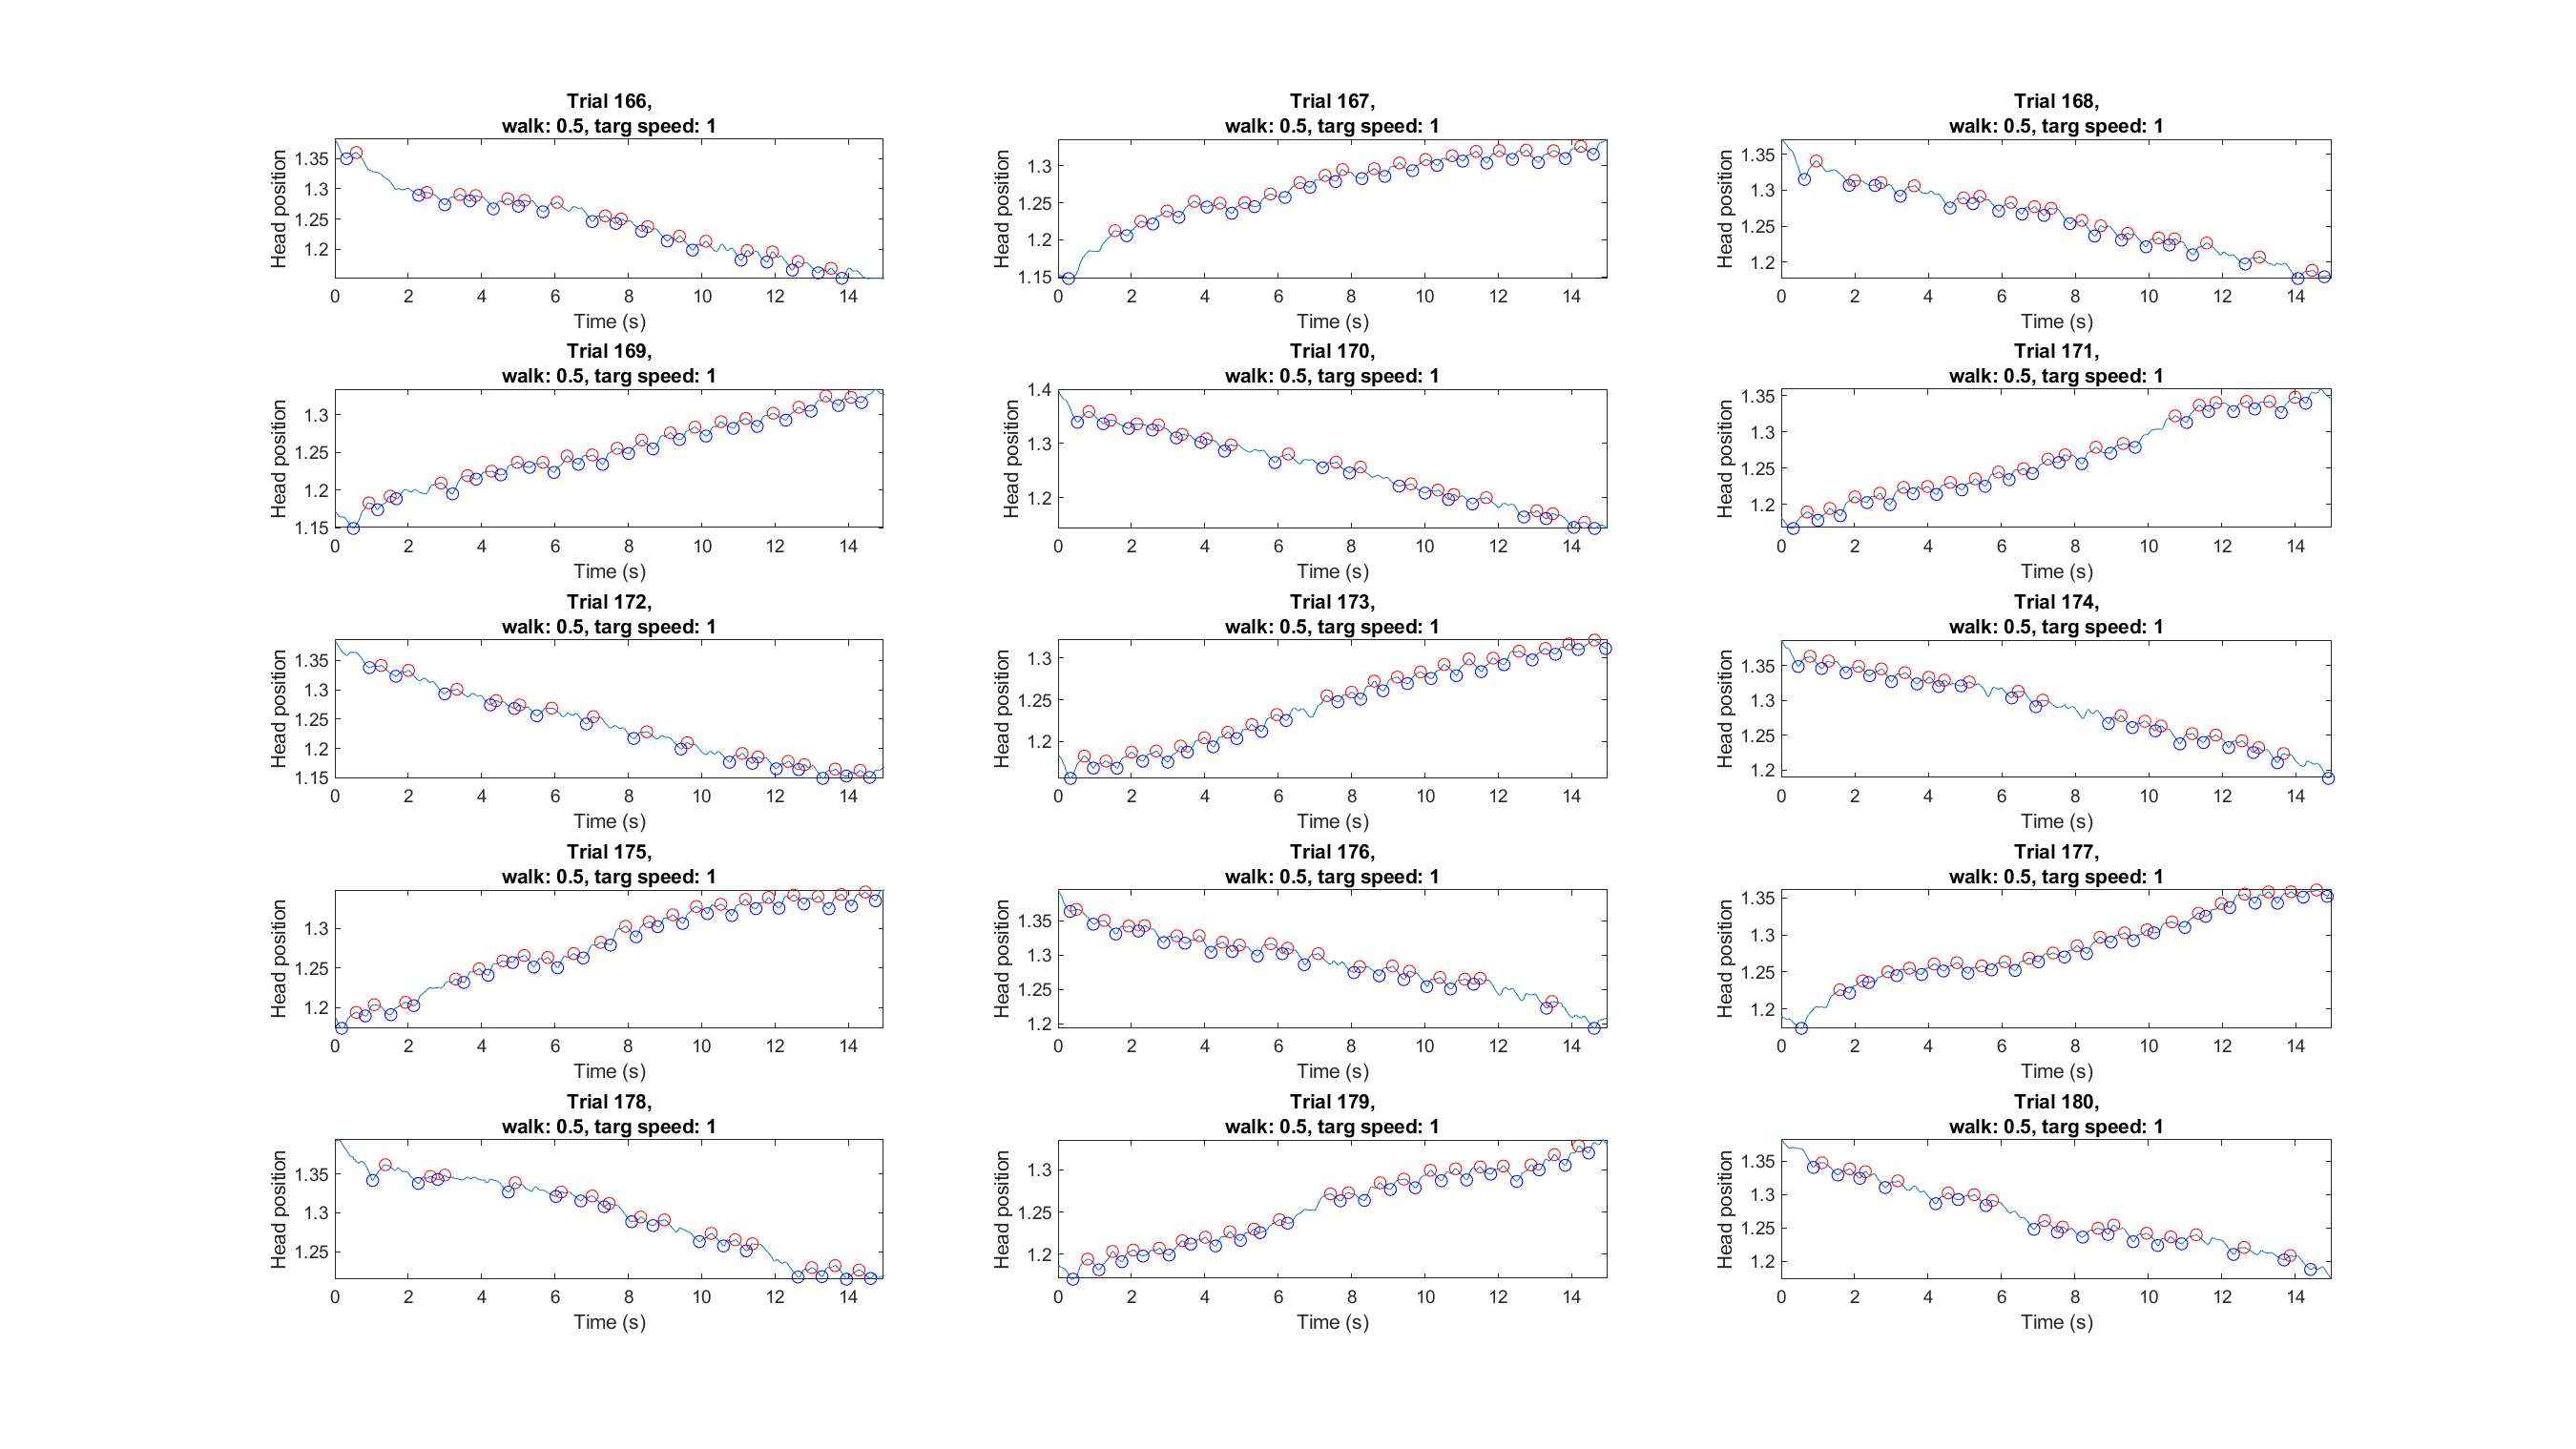 Trial 166,
walk: 0.5, targ speed: 1
Head position
1.35
1.3
1.25
1.2
0 2 4 6 8 10 12 14
Time (s)
Trial 167,
walk: 0.5, targ speed: 1
Head position
1.3
1.25
1.2
1.15
0 2 4 6 8 10 12 14
Time (s)
Trial 168,
walk: 0.5, targ speed: 1
Head position
1.35
1.3
1.25
1.2
0 2 4 6 8 10 12 14
Time (s)
Trial 169,
walk: 0.5, targ speed: 1
Head position
1.3
1.25
1.2
1.15
0 2 4 6 8 10 12 14
Time (s)
Trial 170,
walk: 0.5, targ speed: 1
Head position
1.4
1.3
1.2
0 2 4 6 8 10 12 14
Time (s)
Trial 171,
walk: 0.5, targ speed: 1
Head position
1.35
1.3
1.25
1.2
0 2 4 6 8 10 12 14
Time (s)
Trial 172,
walk: 0.5, targ speed: 1
Head position
1.35
1.3
1.25
1.2
1.15
0 2 4 6 8 10 12 14
Time (s)
Trial 173,
walk: 0.5, targ speed: 1
Head position
1.3
1.25
1.2
0 2 4 6 8 10 12 14
Time (s)
Trial 174,
walk: 0.5, targ speed: 1
Head position
1.35
1.3
1.25
1.2
0 2 4 6 8 10 12 14
Time (s)
Trial 175,
walk: 0.5, targ speed: 1
Head position
1.3
1.25
1.2
0 2 4 6 8 10 12 14
Time (s)
Trial 176,
walk: 0.5, targ speed: 1
Head position
1.35
1.3
1.25
1.2
0 2 4 6 8 10 12 14
Time (s)
Trial 177,
walk: 0.5, targ speed: 1
Head position
1.35
1.3
1.25
1.2
0 2 4 6 8 10 12 14
Time (s)
Trial 178,
walk: 0.5, targ speed: 1
Head position
1.35
1.3
1.25
0 2 4 6 8 10 12 14
Time (s)
Trial 179,
walk: 0.5, targ speed: 1
Head position
1.3
1.25
1.2
0 2 4 6 8 10 12 14
Time (s)
Trial 180,
walk: 0.5, targ speed: 1
Head position
1.35
1.3
1.25
1.2
0 2 4 6 8 10 12 14
Time (s)